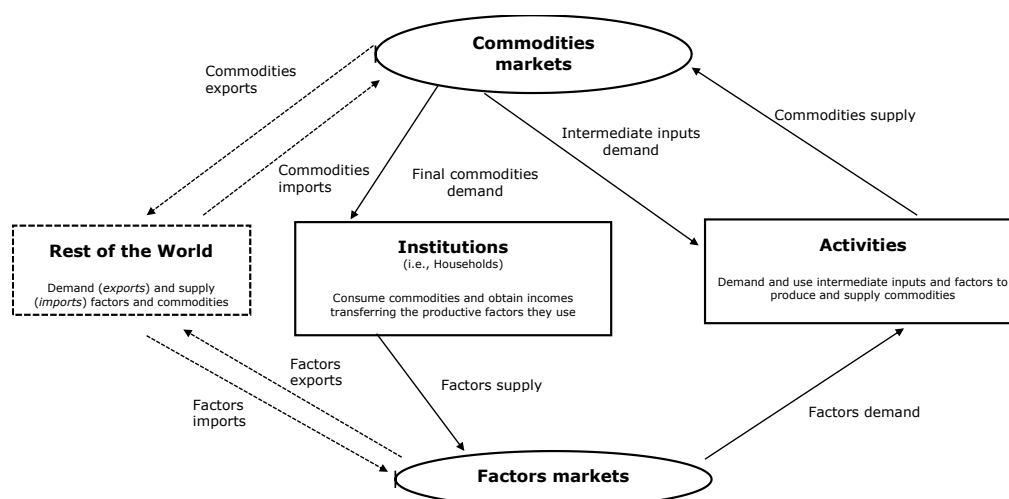 Commodities
markets
Commodities
exports
Commodities supply
Intermediate inputs
demand
Commodities
imports
Final commodities
demand
Rest of the World
Demand (exports) and supply
(imports) factors and commodities
Institutions
(i.e., Households)
Consume commodities and obtain incomes
transferring the productive factors they use
Activities
Demand and use intermediate inputs and factors to
produce and supply commodities
Factors
exports
Factors
imports
Factors supply
Factors demand
Factors markets